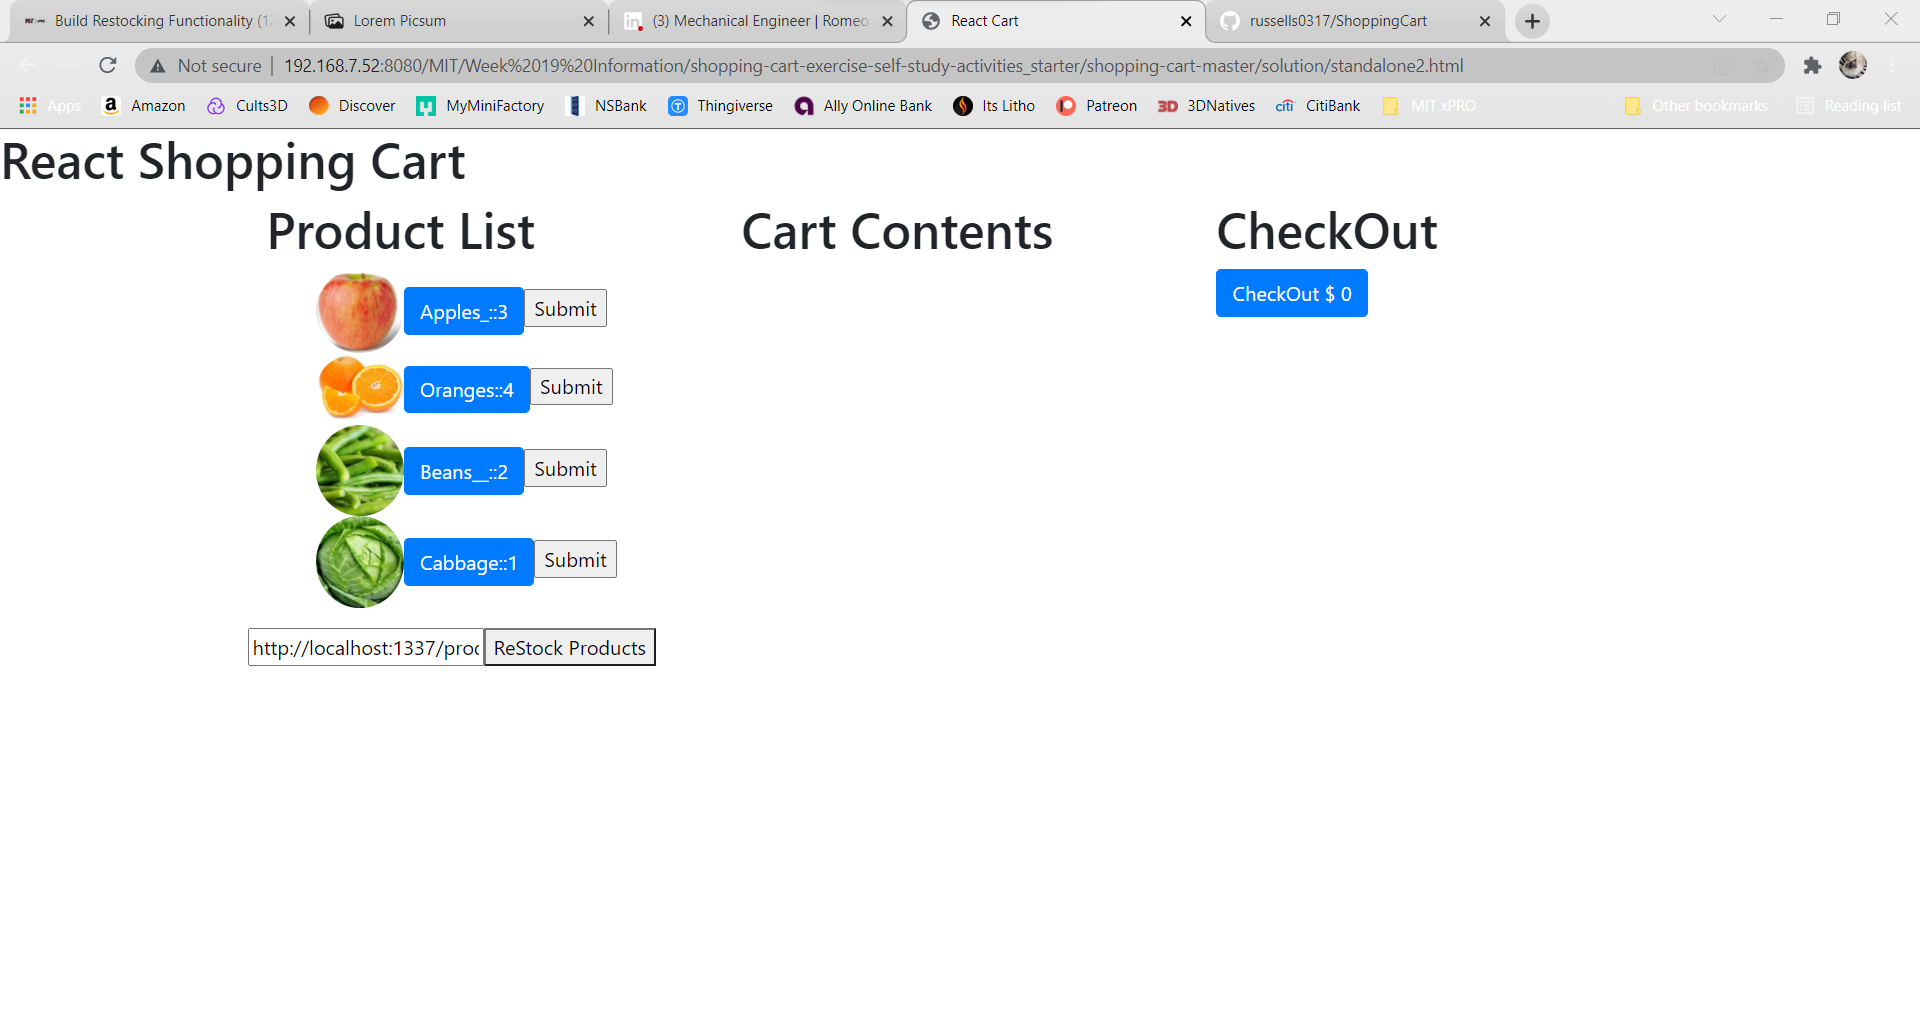 Build Restocking Functionality (12
Lorem Picsum
(3) Mechanical Engineer | Romeo
React Cart
russells0317/ShoppingCart
Not secure | 192.168.7.52:8080/MIT/Week%2019%20Information/shopping-cart-exercise-self-study-activities_starter/shopping-cart-master/solution/standalone2.html
Apps Amazon Cults3D Discover MyMiniFactory NSBank Thingiverse Ally Online Bank Its Litho Patreon 3DNatives CitiBank MIT xPRO Other bookmarks Reading list
React Shopping Cart
Product List
Apples_::3 Submit
Oranges::4 Submit
Beans__::2 Submit
Cabbage::1 Submit
http://localhost:1337/prod ReStock Products
Cart Contents
CheckOut
CheckOut $ 0